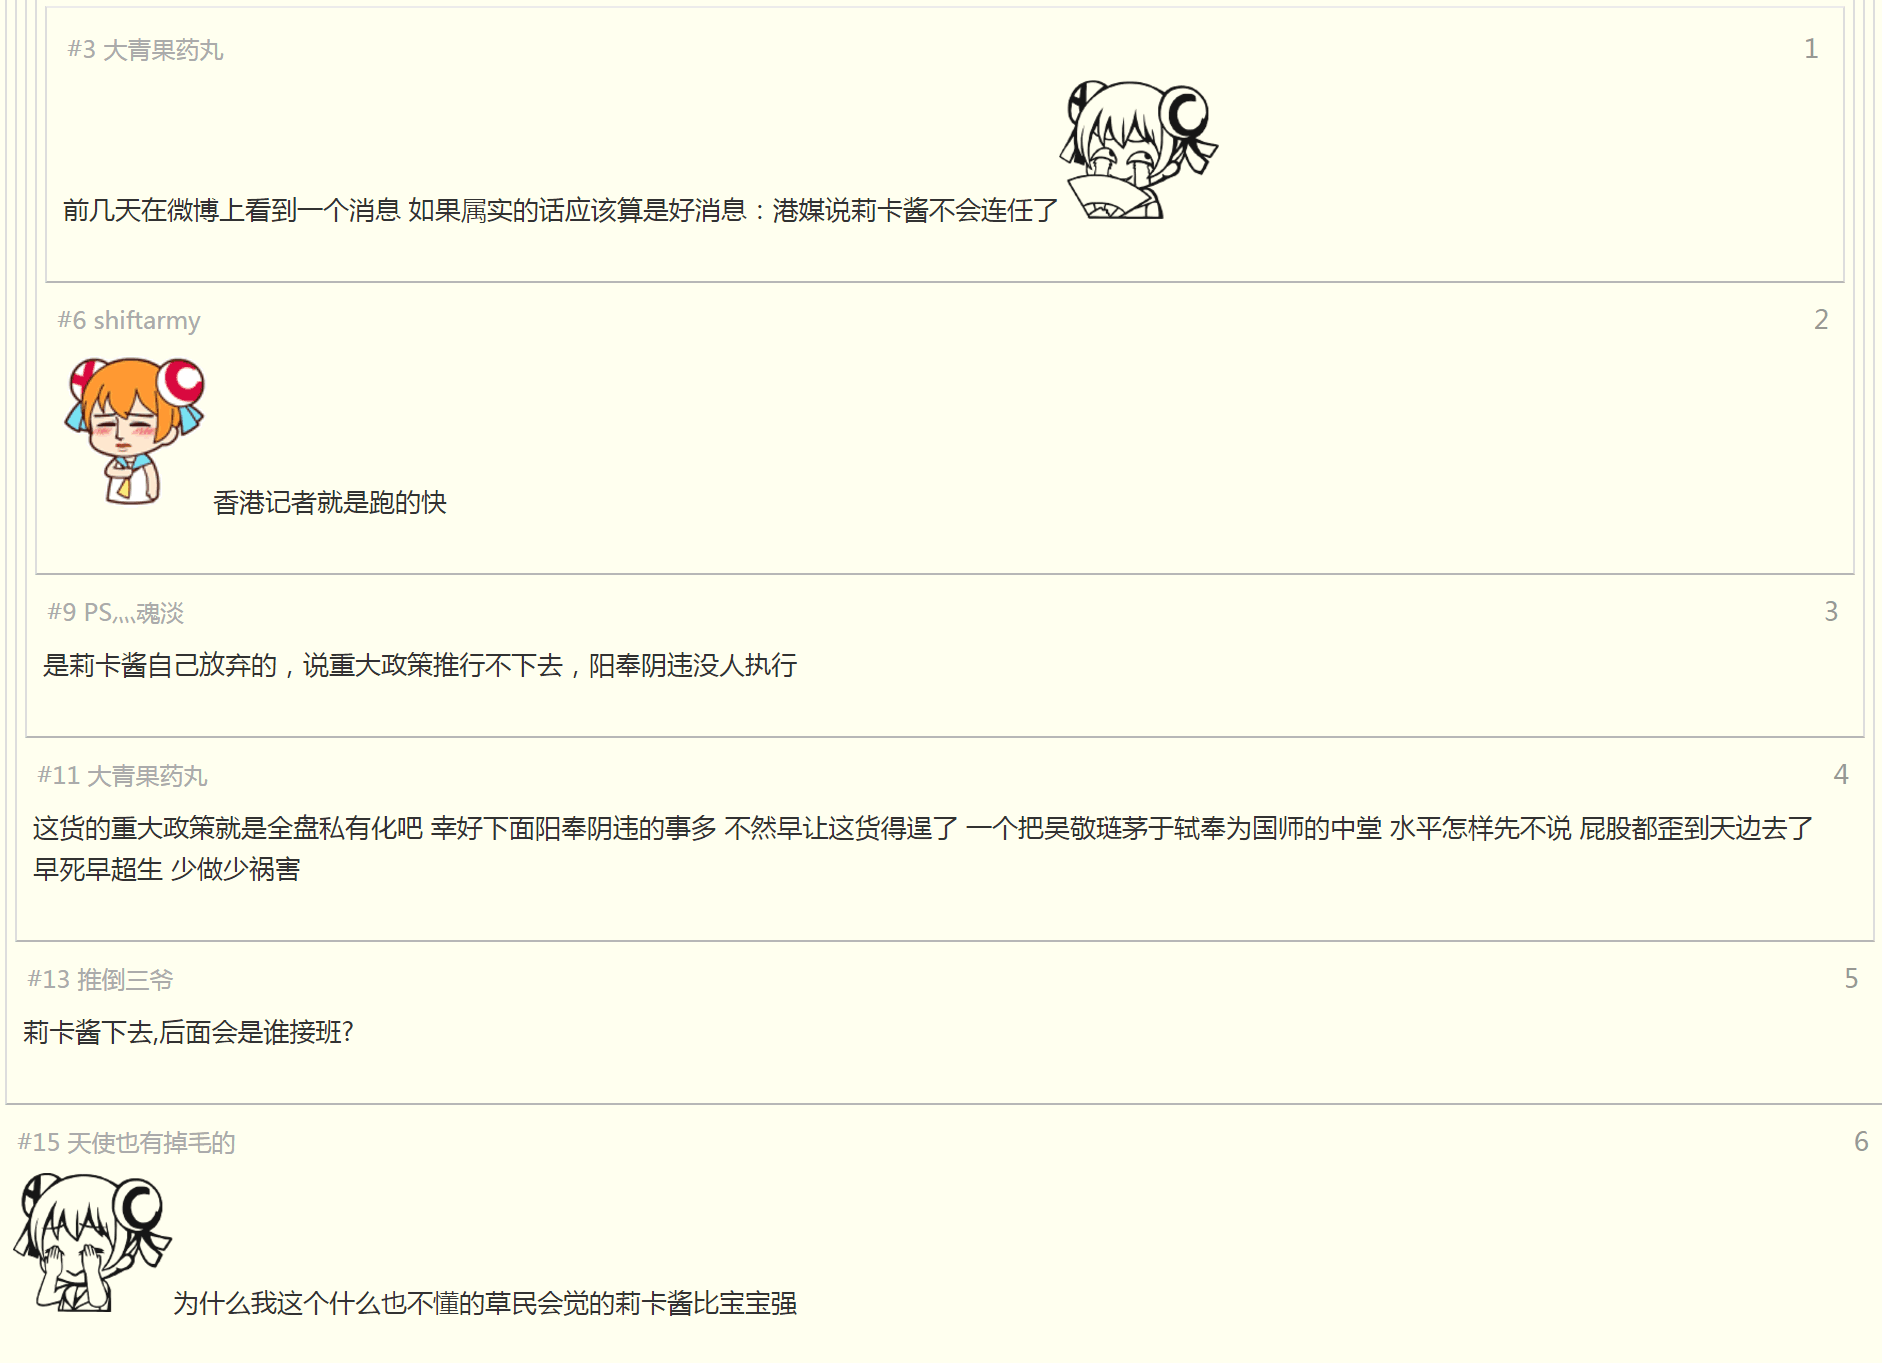 #3 大青果药丸 1
前几天在微博上看到一个消息 如果属实的话应该算是好消息：港媒说莉卡酱不会连任了
#6 shiftarmy 2
香港记者就是跑的快
#9 PS灬魂淡 3
是莉卡酱自己放弃的，说重大政策推行不下去，阳奉阴违没人执行
#11 大青果药丸 4
这货的重大政策就是全盘私有化吧 幸好下面阳奉阴违的事多 不然早让这货得逞了 一个把吴敬琏茅于轼奉为国师的中堂 水平怎样先不说 屁股都歪到天边去了
早死早超生 少做少祸害
#13 推倒三爷 5
莉卡酱下去,后面会是谁接班?
#15 天使也有掉毛的 6
为什么我这个什么也不懂的草民会觉的莉卡酱比宝宝强